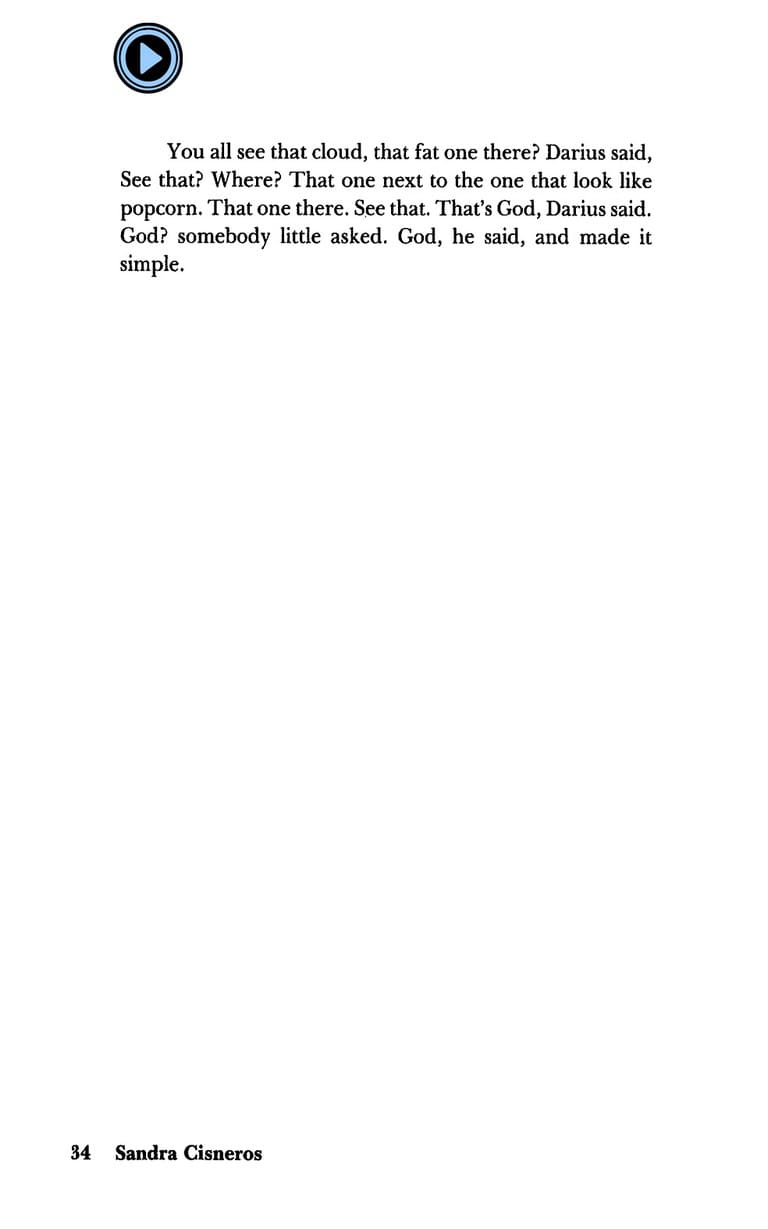 You all see that cloud, that fat one there? Darius said,
See that? Where? That one next to the one that look like
popcorn. That one there. See that. That's God, Darius said.
God? somebody little asked. God, he said, and made it
simple.
34 Sandra Cisneros